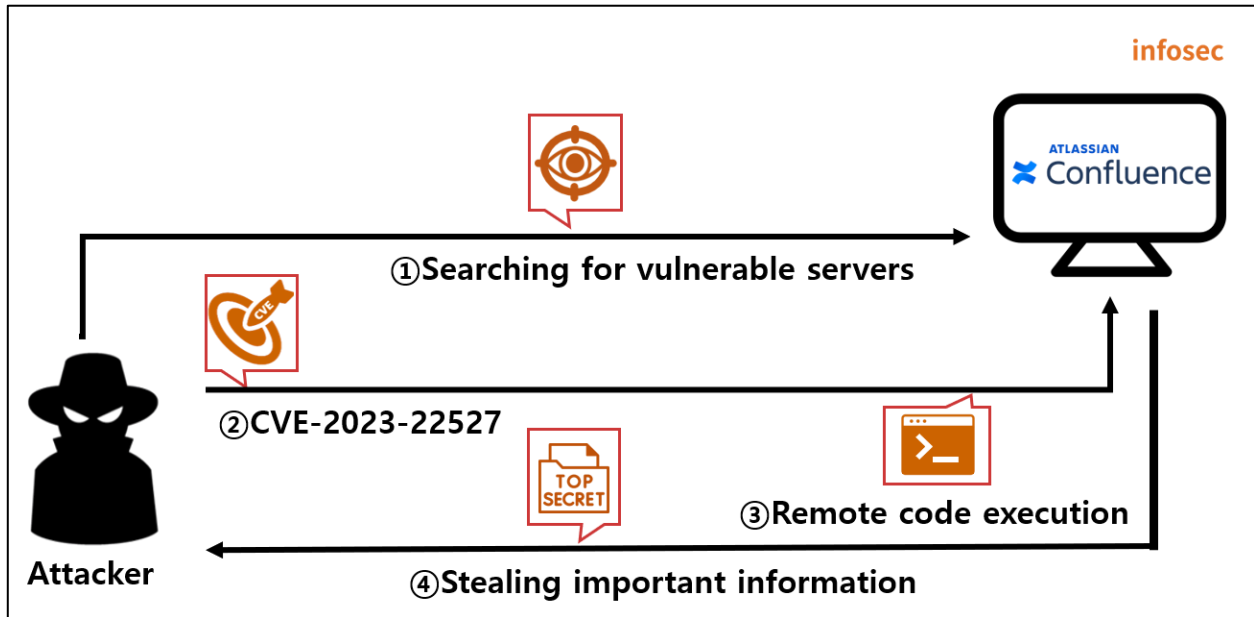 infosec
ATLASSIAN
Confluence
①Searching for vulnerable servers
CVE
②CVE-2023-22527
TOP
SECRET
③Remote code execution
Attacker
④Stealing important information